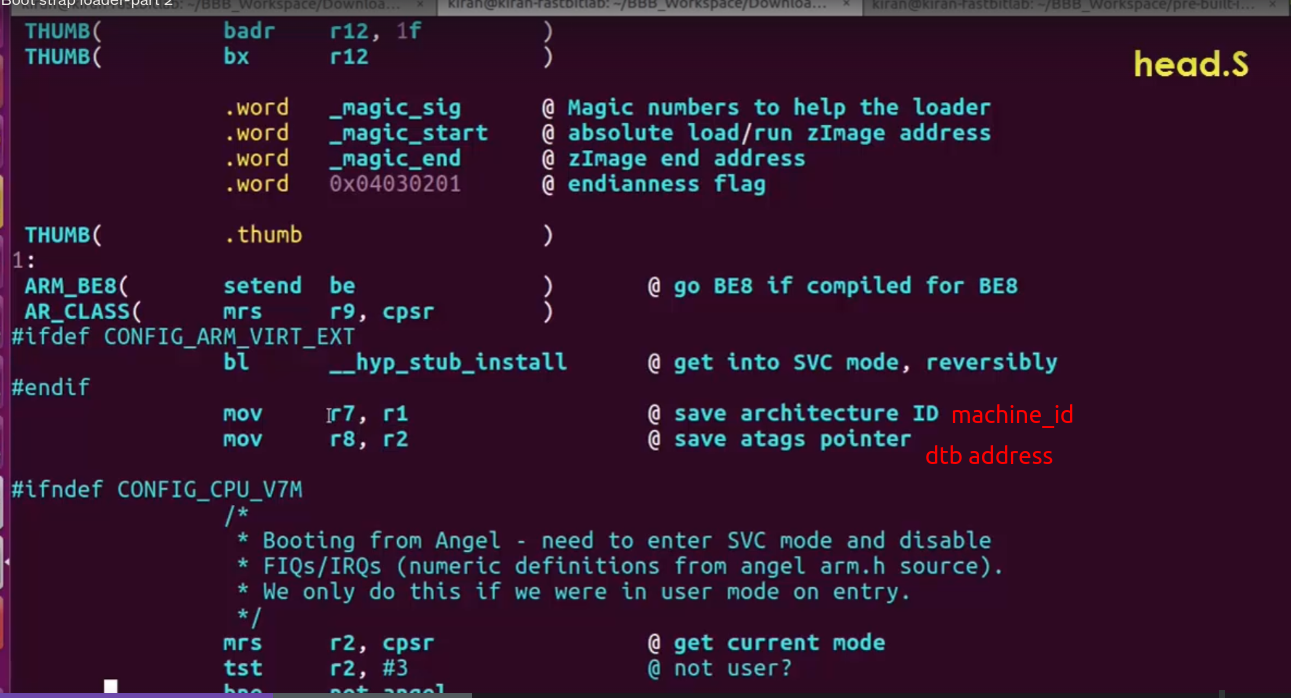 Boot strap loader-part 2
kiran@kiran-fastbitlab: ~/BBB_Workspace/Downloa... × kiran@kiran-fastbitlab: ~/BBB_Workspace/pre-built-i... ×
THUMB( badr r12, 1f )
THUMB( bx r12 )
head.S
.word _magic_sig @ Magic numbers to help the loader
.word _magic_start @ absolute load/run zImage address
.word _magic_end @ zImage end address
.word 0x04030201 @ endianness flag
THUMB( .thumb )
1:
ARM_BE8( setend be ) @ go BE8 if compiled for BE8
AR_CLASS( mrs r9, cpsr )
#ifdef CONFIG_ARM_VIRT_EXT
bl __hyp_stub_install @ get into SVC mode, reversibly
#endif
mov r7, r1 @ save architecture ID machine_id
mov r8, r2 @ save atags pointer
dtb address
#ifndef CONFIG_CPU_V7M
/*
* Booting from Angel - need to enter SVC mode and disable
* FIQs/IRQs (numeric definitions from angel arm.h source).
* We only do this if we were in user mode on entry.
*/
mrs r2, cpsr @ get current mode
tst r2, #3 @ not user?
bne not_angel